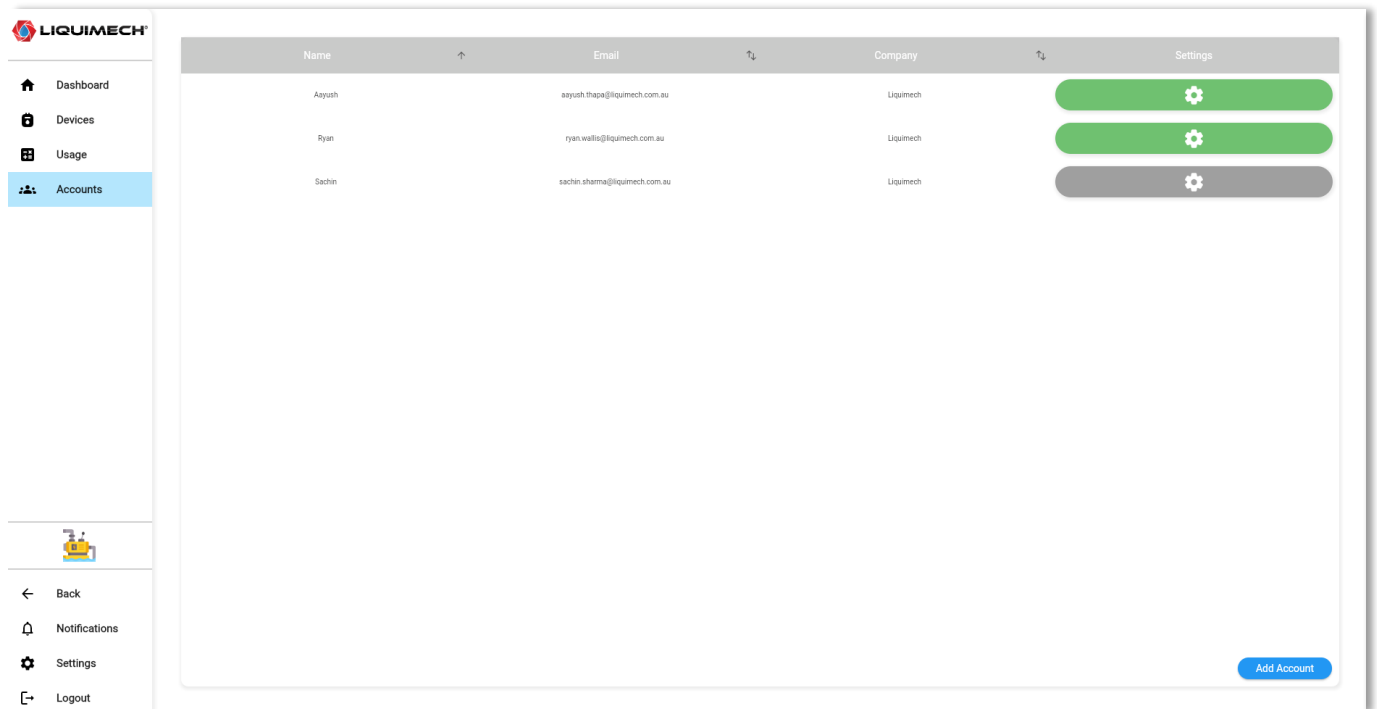 LIQUIMECH®
Dashboard
Devices
Usage
Accounts
Back
Notifications
Settings
Logout
Name Email Company Settings
Aayush aayush.thapa@liquimech.com.au Liquimech
Ryan ryan.wallis@liquimech.com.au Liquimech
Sachin sachin.sharma@liquimech.com.au Liquimech
Add Account